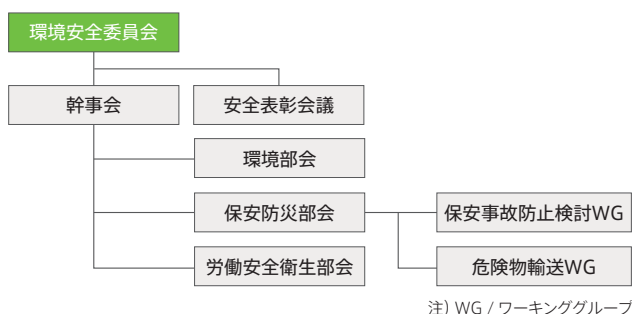 環境安全委員会
幹事会
安全表彰会議
環境部会
保安防災部会
保安事故防止検討WG
労働安全衛生部会
危険物輸送WG
注) WG / ワーキンググループ